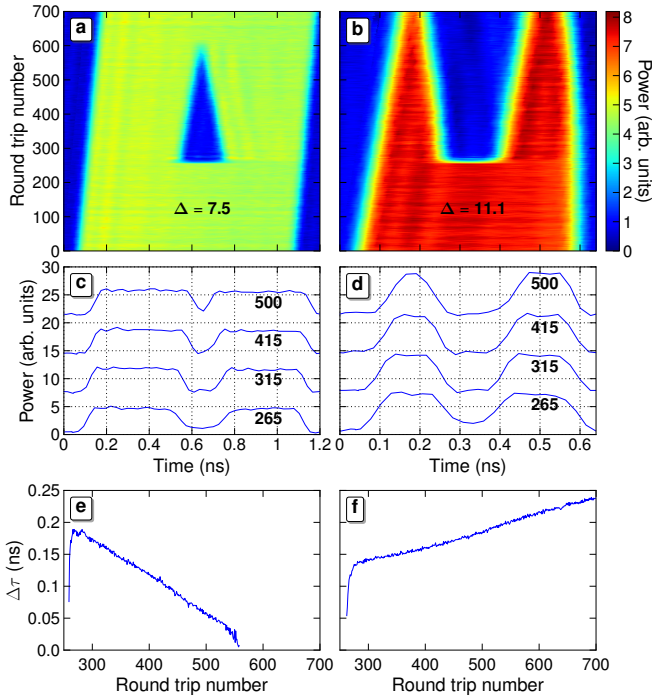 a
b
700
600
500
400
300
200
100
0
Round trip number
Δ = 7.5
Δ = 11.1
8
7
6
5
4
3
2
1
0
Power (arb. units)
c
d
30
25
20
15
10
5
0
Power (arb. units)
500
415
315
265
500
415
315
265
0 0.2 0.4 0.6 0.8 1.0 1.2
0 0.1 0.2 0.3 0.4 0.5 0.6
Time (ns)
Time (ns)
e
f
0.25
0.20
0.15
0.10
0.05
0.0
Δτ (ns)
300 400 500 600 700
300 400 500 600 700
Round trip number
Round trip number